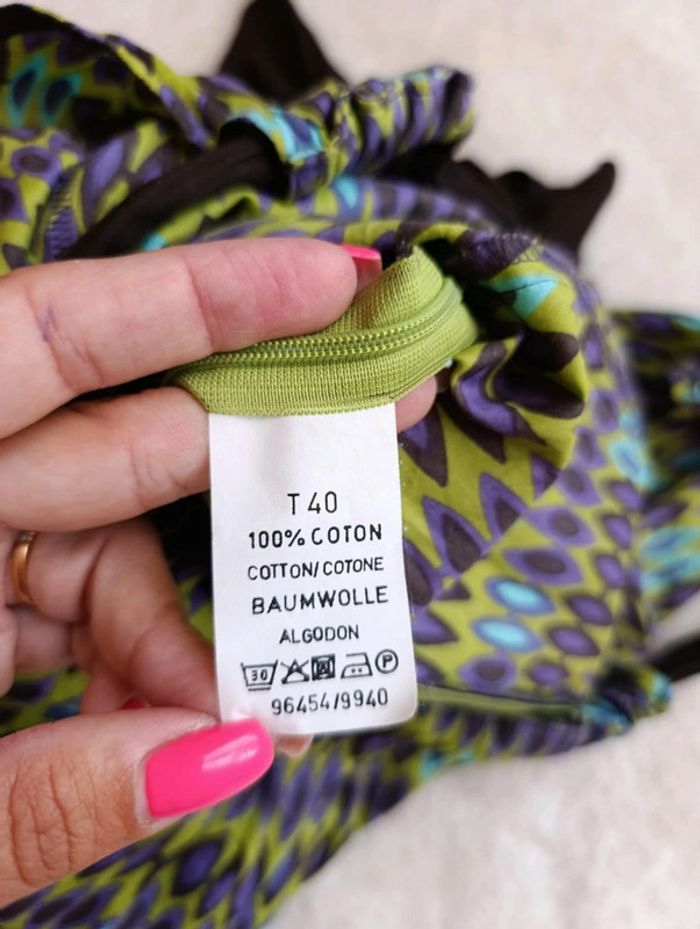 T 40
100% COTON
COTTON/COTONE
BAUMWOLLE
ALGODON
30 P
96454/9940